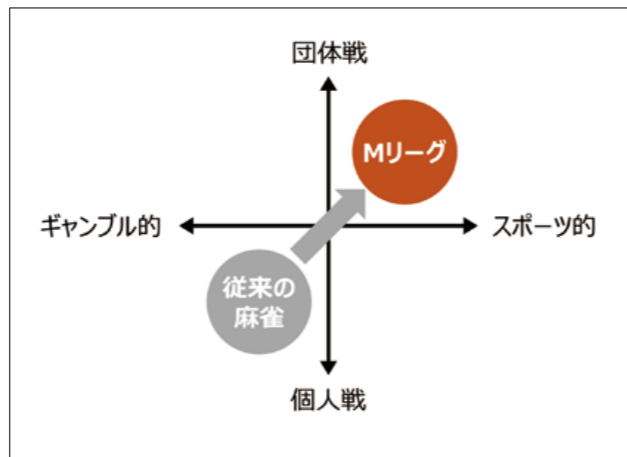 団体戦
Mリーグ
ギャンブル的
スポーツ的
従来の
麻雀
個人戦